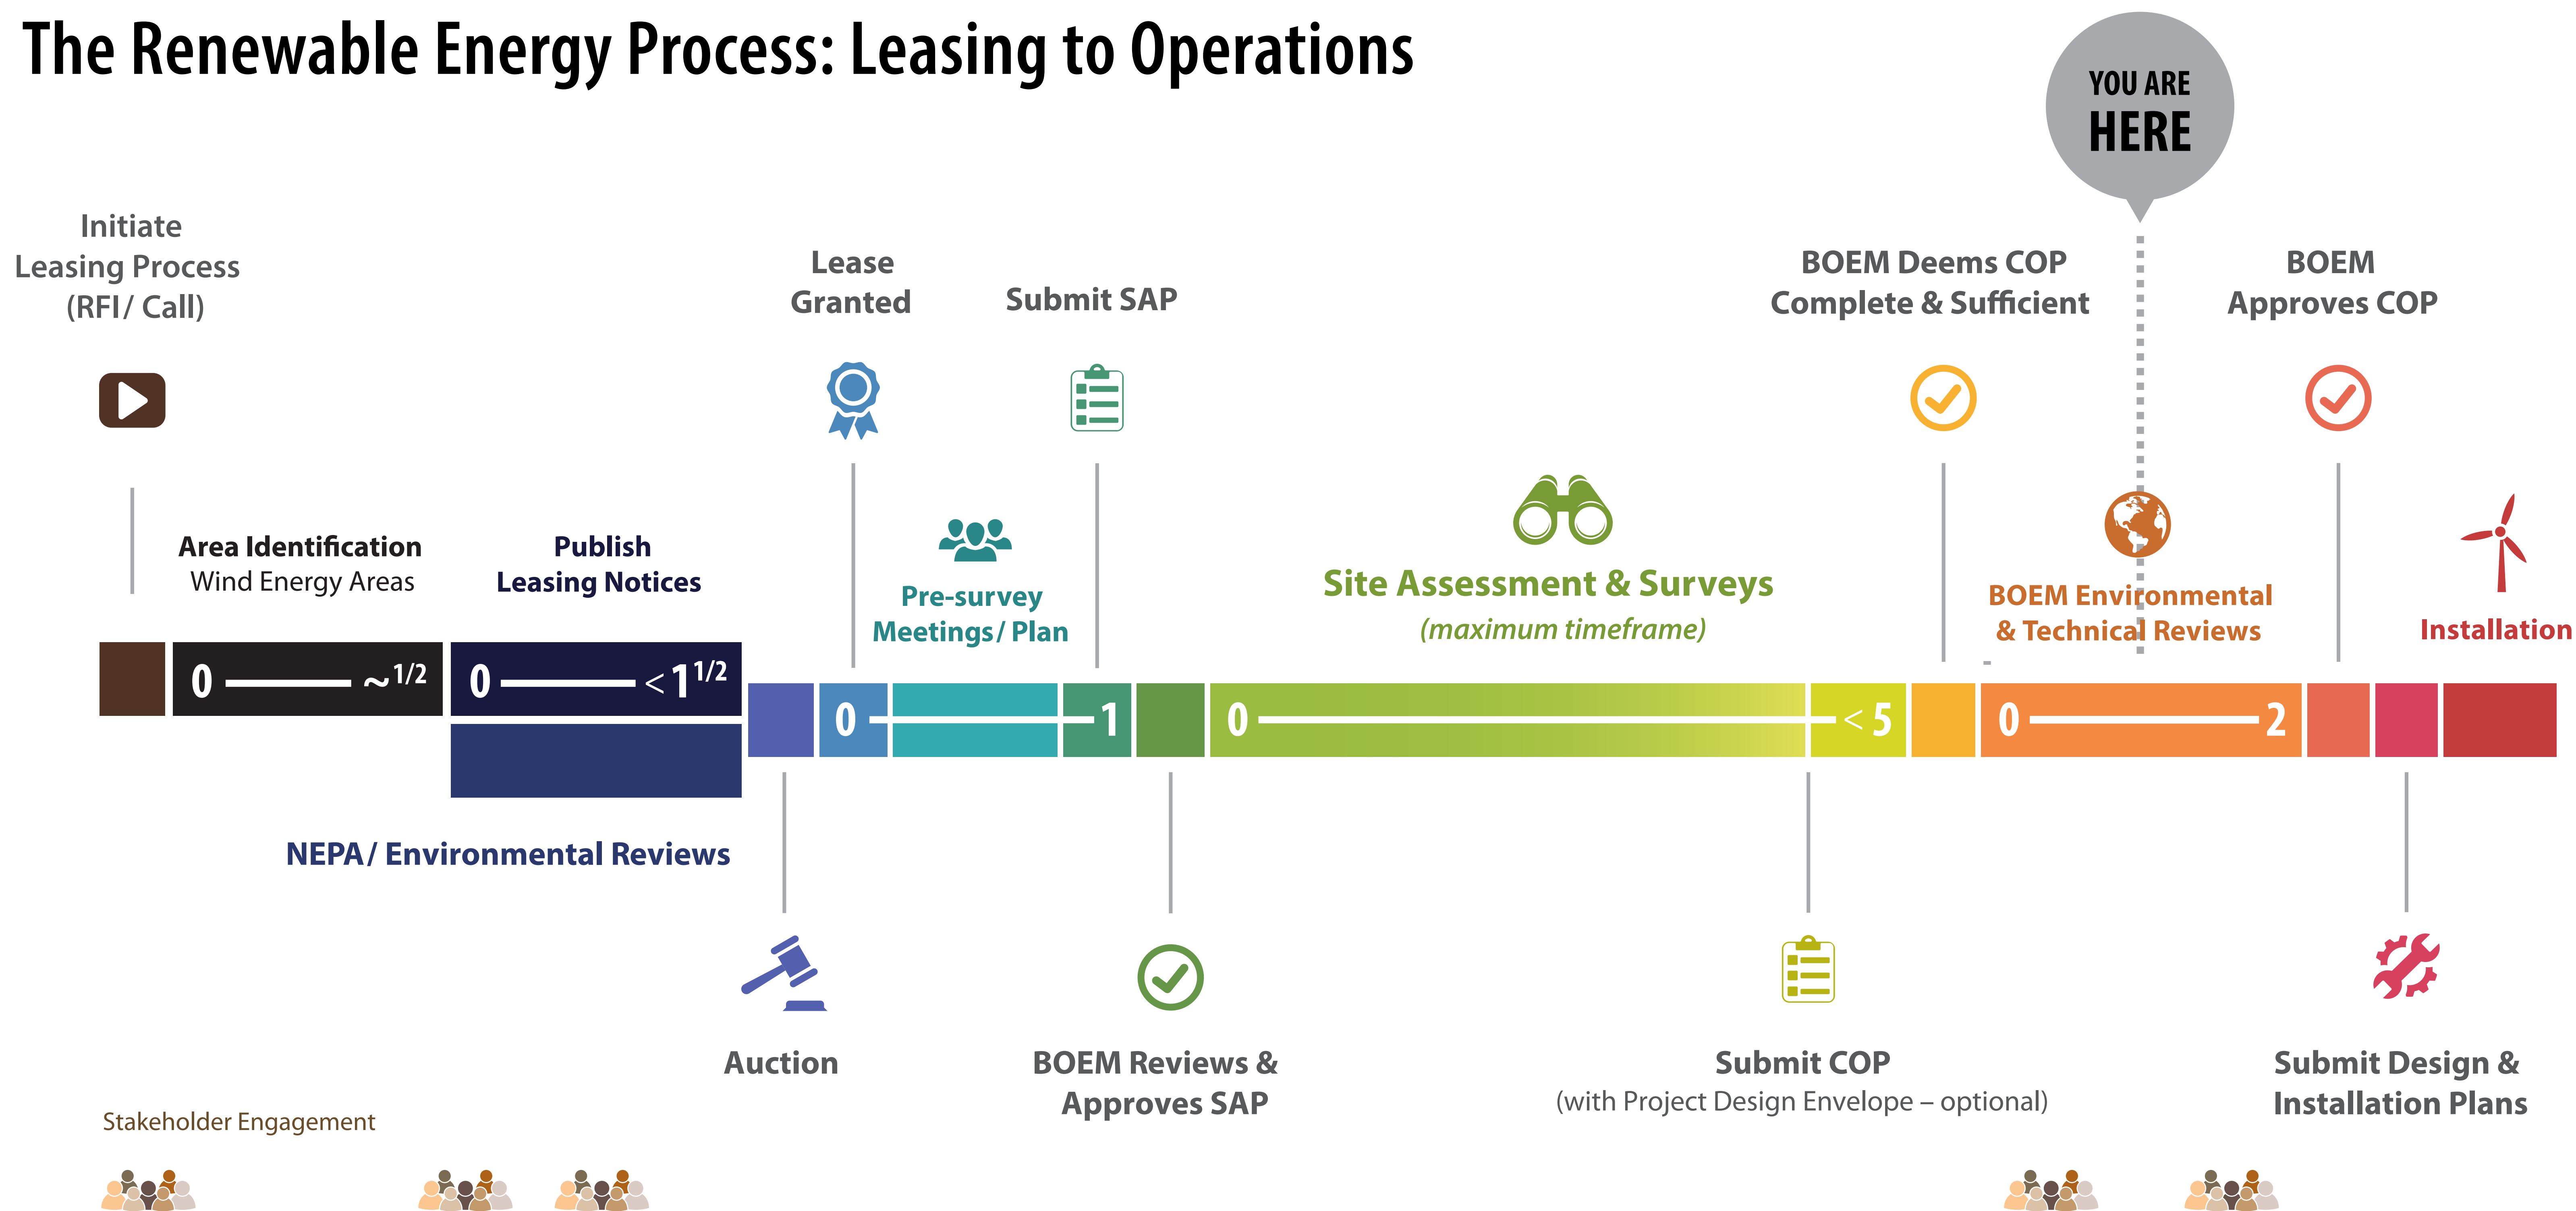 The Renewable Energy Process: Leasing to Operations
YOU ARE
HERE
Initiate
Leasing Process
(RFI / Call)
Lease
Granted
Submit SAP
BOEM Deems COP
Complete & Sufficient
BOEM
Approves COP
Area Identification
Wind Energy Areas
Publish
Leasing Notices
Pre-survey
Meetings / Plan
Site Assessment & Surveys
(maximum timeframe)
BOEM Environmental
& Technical Reviews
Installation
0 ~1/2
0 <1 1/2
0 1
0 <5
0 2
NEPA / Environmental Reviews
Auction
BOEM Reviews &
Approves SAP
Submit COP
(with Project Design Envelope – optional)
Submit Design &
Installation Plans
Stakeholder Engagement